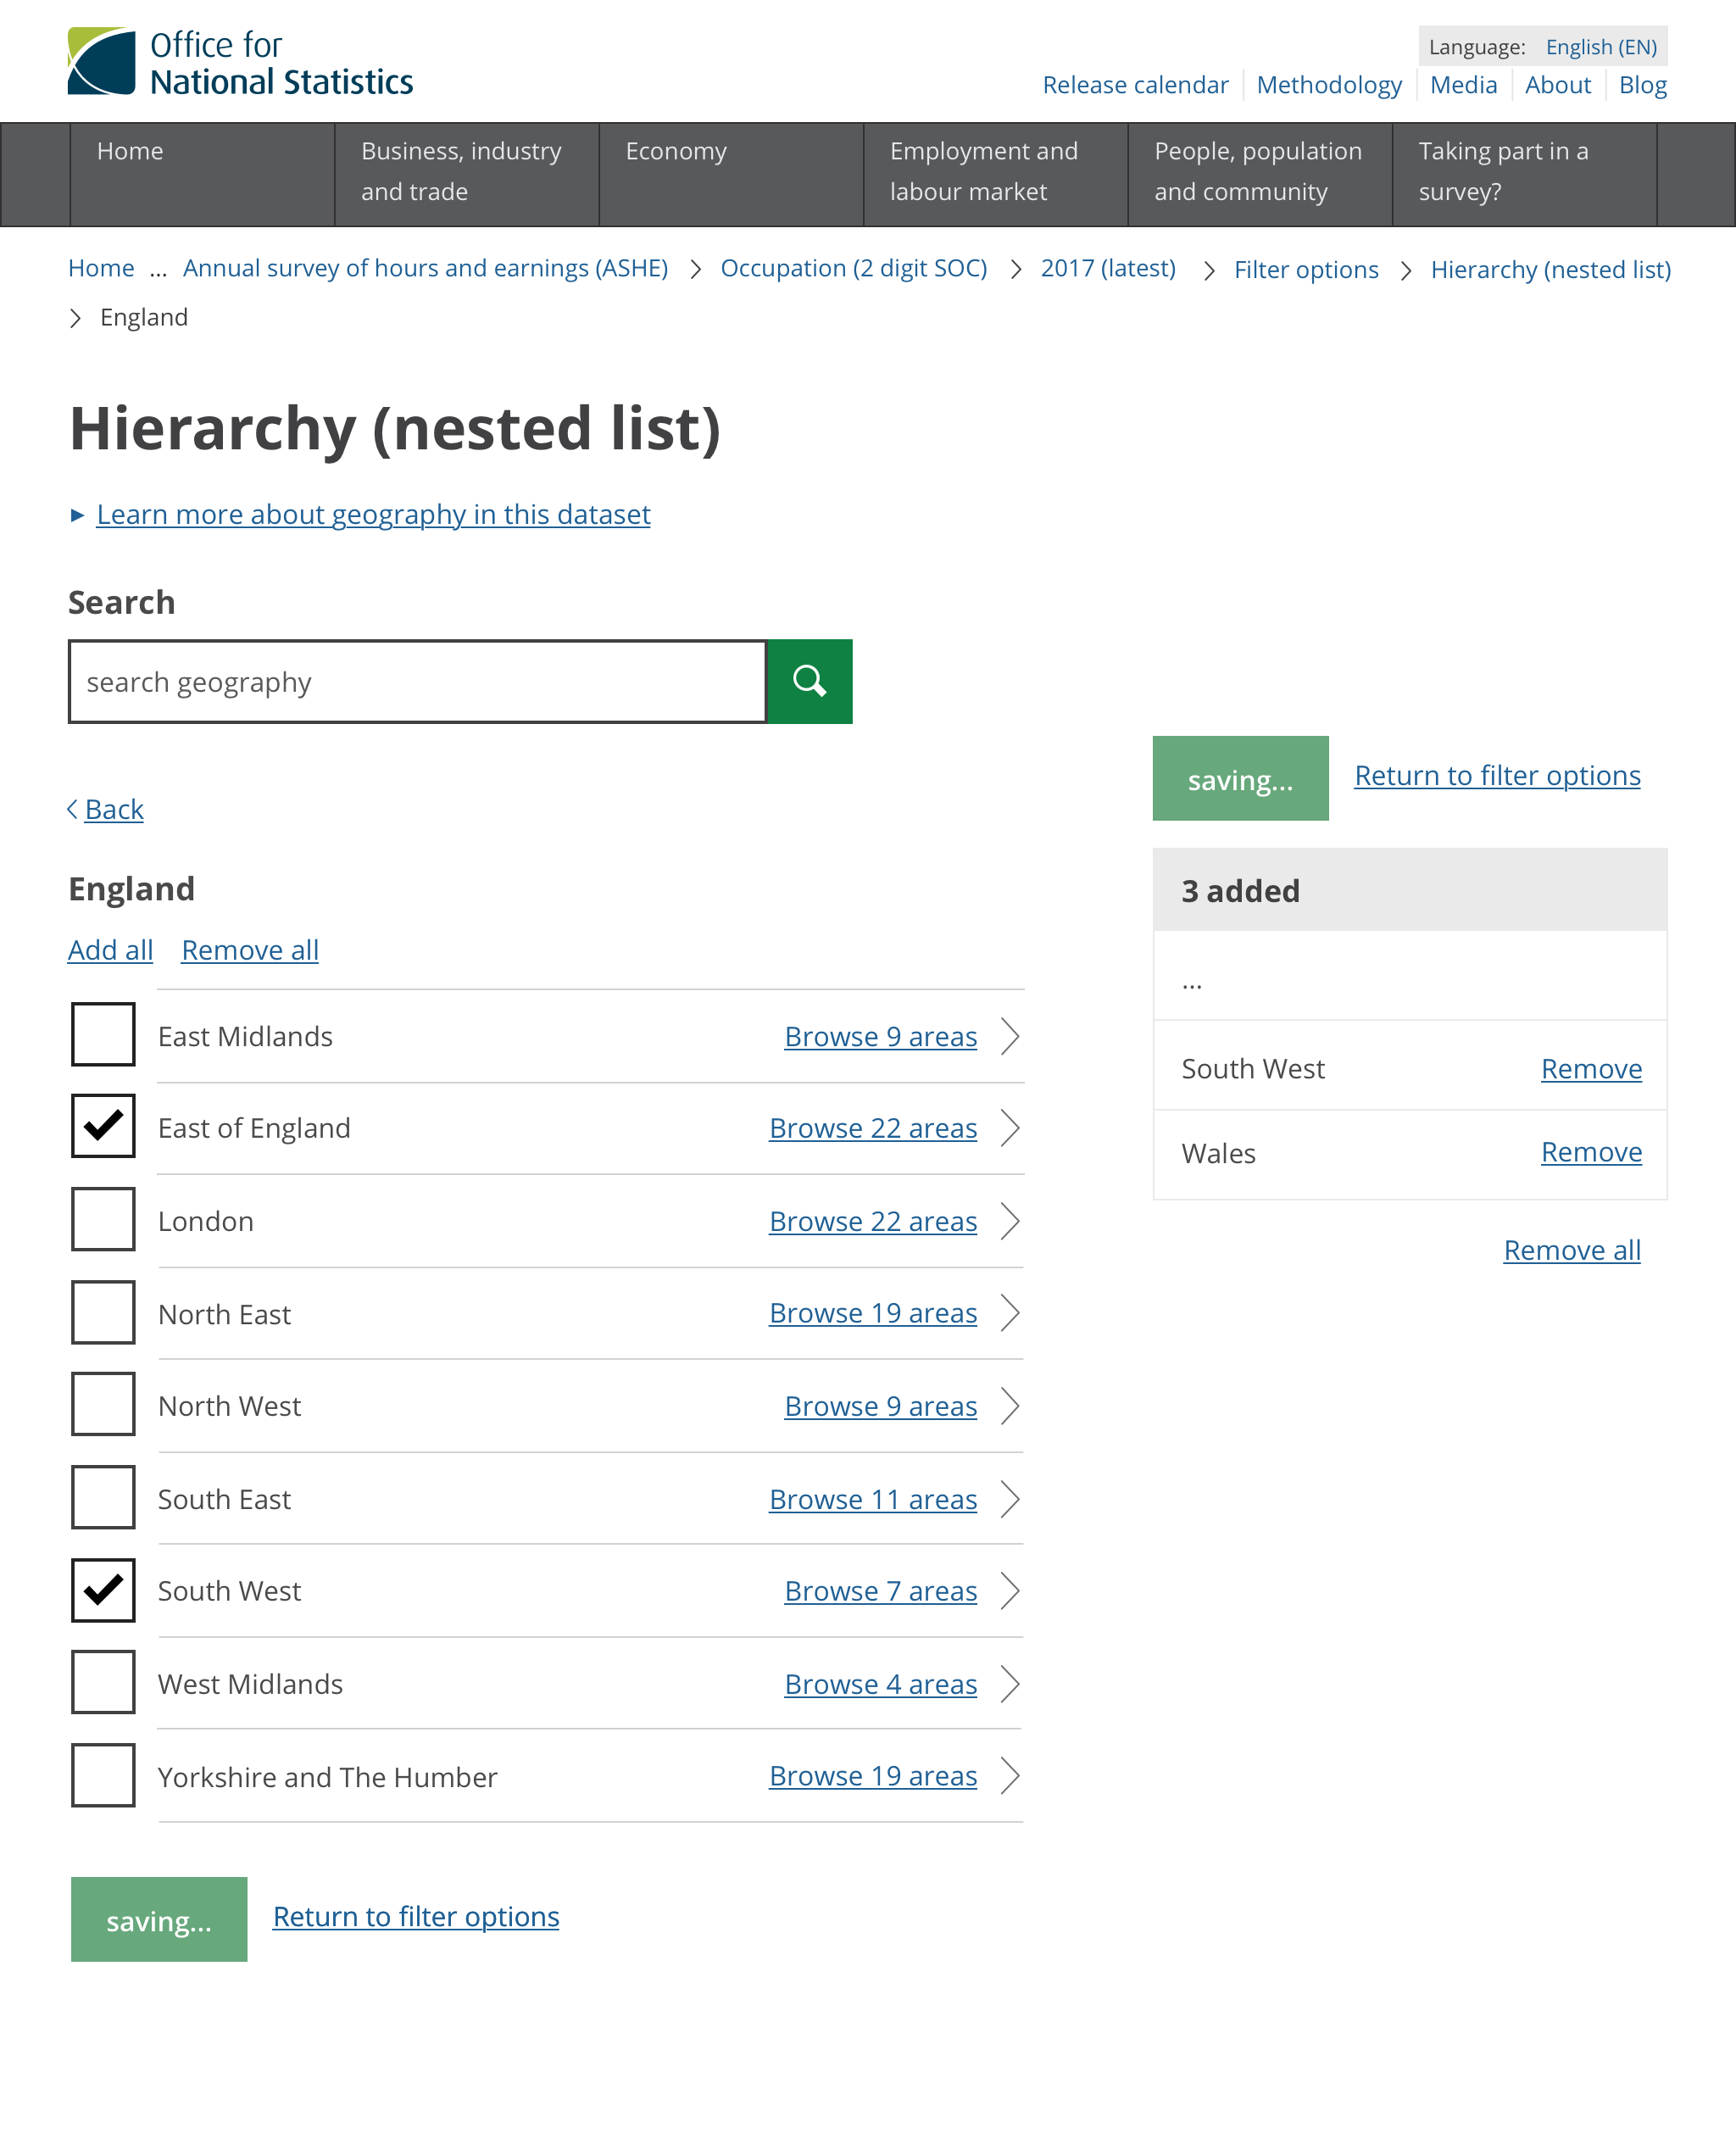 Office for
National Statistics
Language: English (EN)
Release calendar Methodology Media About Blog
Home
Business, industry
and trade
Economy
Employment and
labour market
People, population
and community
Taking part in a
survey?
Home ... Annual survey of hours and earnings (ASHE) > Occupation (2 digit SOC) > 2017 (latest) > Filter options > Hierarchy (nested list)
> England
Hierarchy (nested list)
► Learn more about geography in this dataset
Search
search geography
saving... Return to filter options
< Back
3 added
England
Add all Remove all
...
East Midlands Browse 9 areas
South West Remove
East of England Browse 22 areas
Wales Remove
London Browse 22 areas
Remove all
North East Browse 19 areas
North West Browse 9 areas
South East Browse 11 areas
South West Browse 7 areas
West Midlands Browse 4 areas
Yorkshire and The Humber Browse 19 areas
saving... Return to filter options